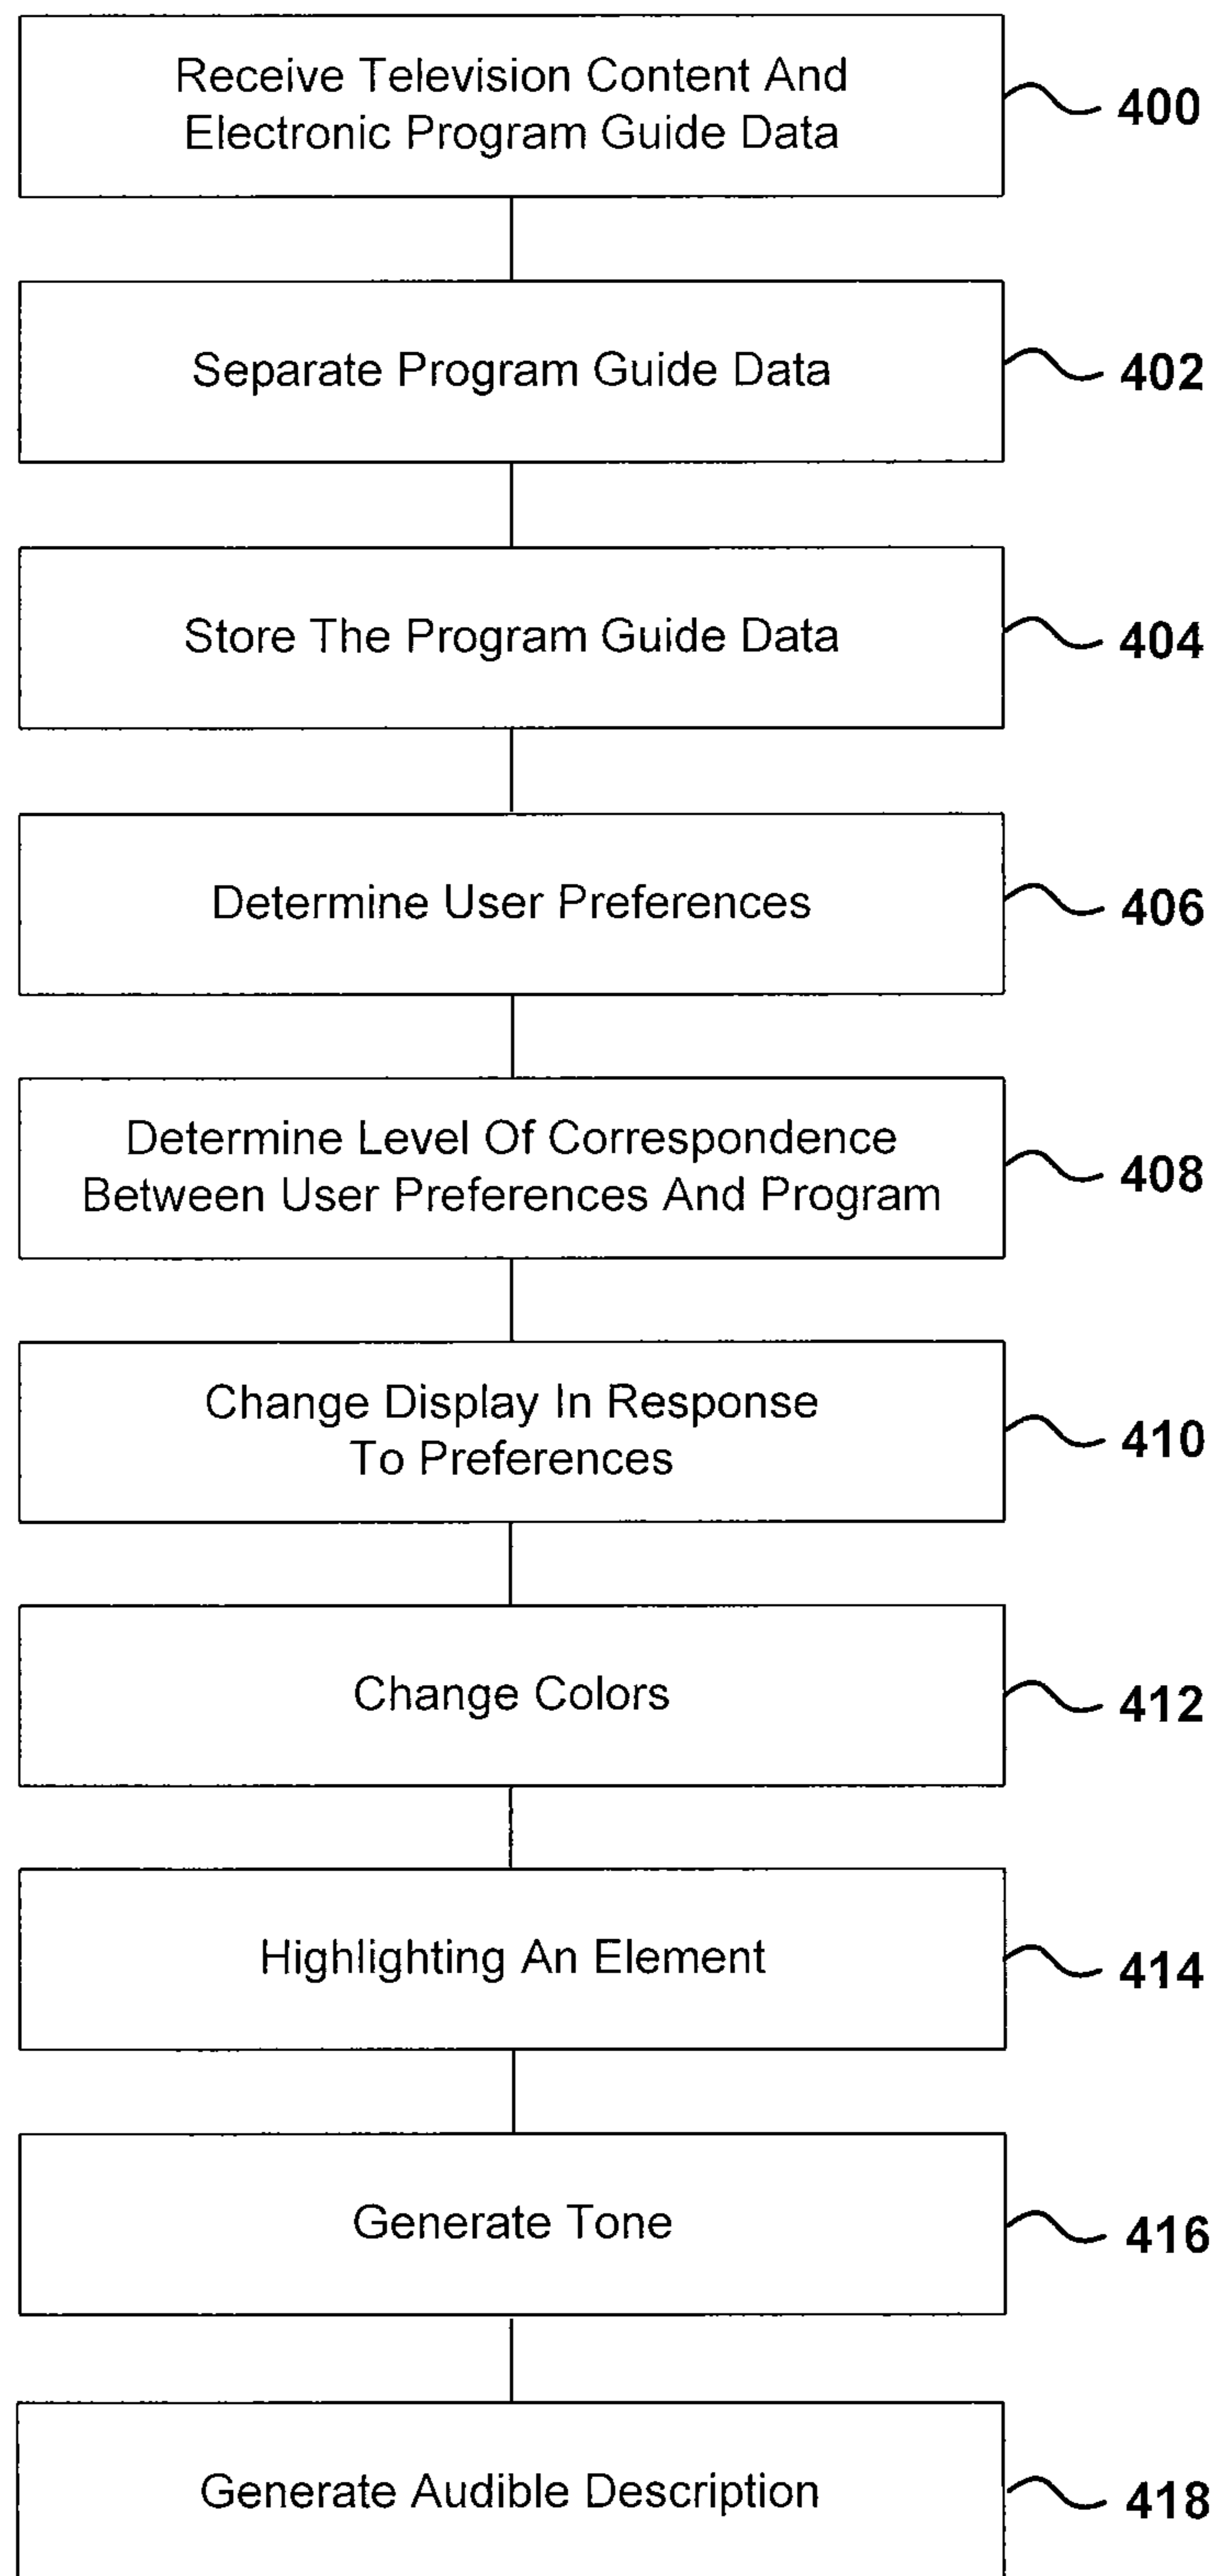 Receive Television Content And
Electronic Program Guide Data
400
Separate Program Guide Data
402
Store The Program Guide Data
404
Determine User Preferences
406
Determine Level Of Correspondence
Between User Preferences And Program
408
Change Display In Response
To Preferences
410
Change Colors
412
Highlighting An Element
414
Generate Tone
416
Generate Audible Description
418